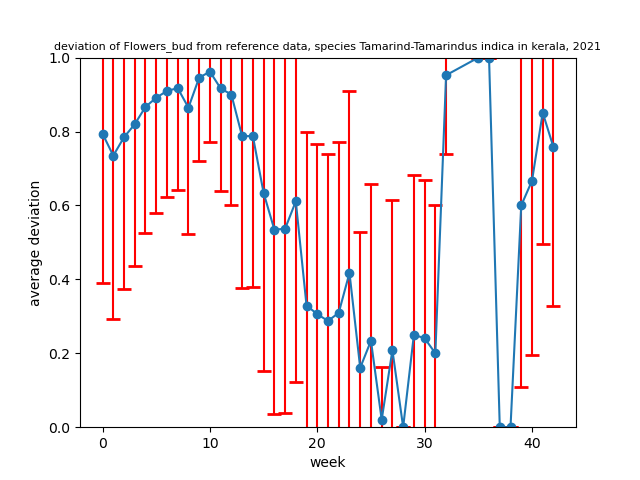 deviation of Flowers_bud from reference data, species Tamarind-Tamarindus indica in kerala, 2021
1.0
0.8
0.6
0.4
0.2
0.0
average deviation
0 10 20 30 40
week